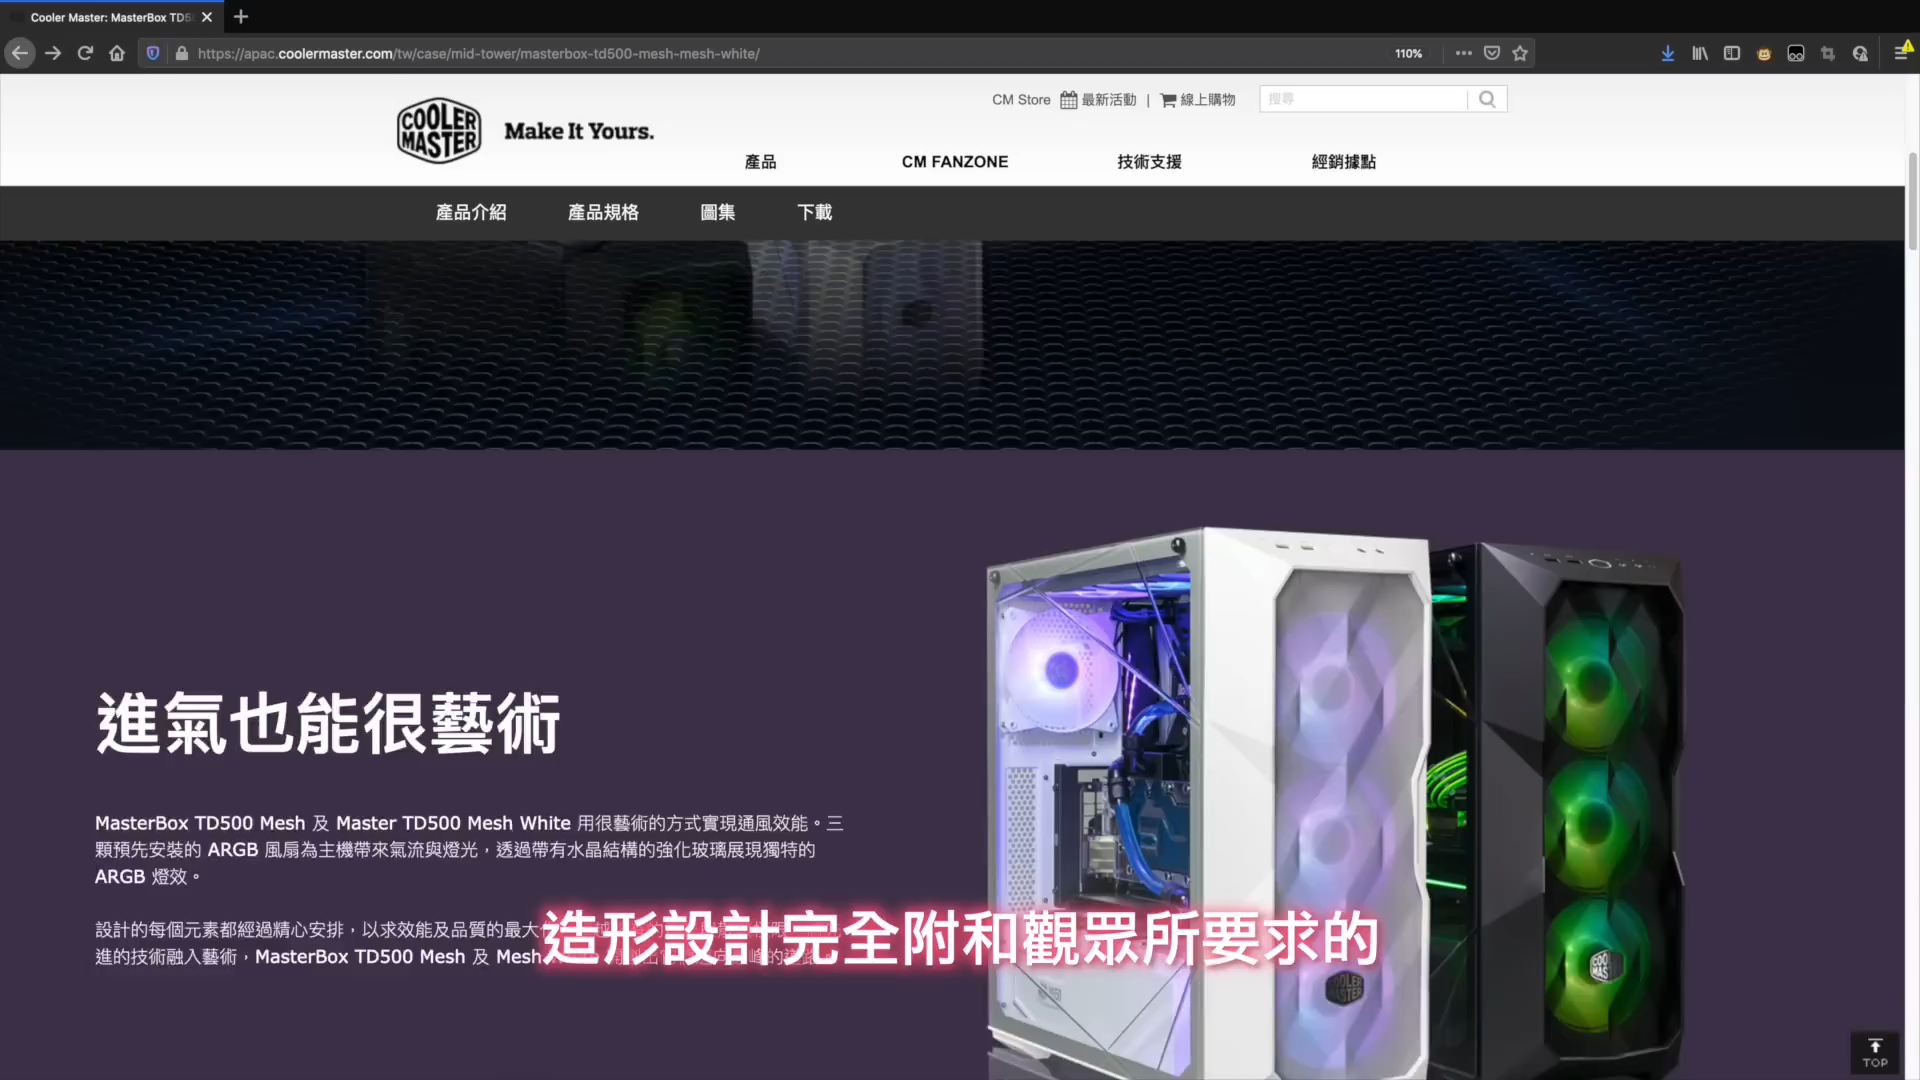 Cooler Master: MasterBox TD5
https://apac.coolermaster.com/tw/case/mid-tower/masterbox-td500-mesh-mesh-white/
110%
CM Store 最新活動 | 線上購物 搜尋
COOLER MASTER
Make It Yours.
產品 CM FANZONE 技術支援 經銷據點
產品介紹 產品規格 圖集 下載
進氣也能很藝術
MasterBox TD500 Mesh 及 Master TD500 Mesh White 用很藝術的方式實現通風效能。三
顆預先安裝的 ARGB 風扇為主機帶來氣流與燈光，透過帶有水晶結構的強化玻璃展現獨特的
ARGB 燈效。
設計的每個元素都經過精心安排，以求效能及品質的最大
進的技術融入藝術，MasterBox TD500 Mesh 及 Mesh
造形設計完全附和觀眾所要求的
COOLER MASTER
TOP